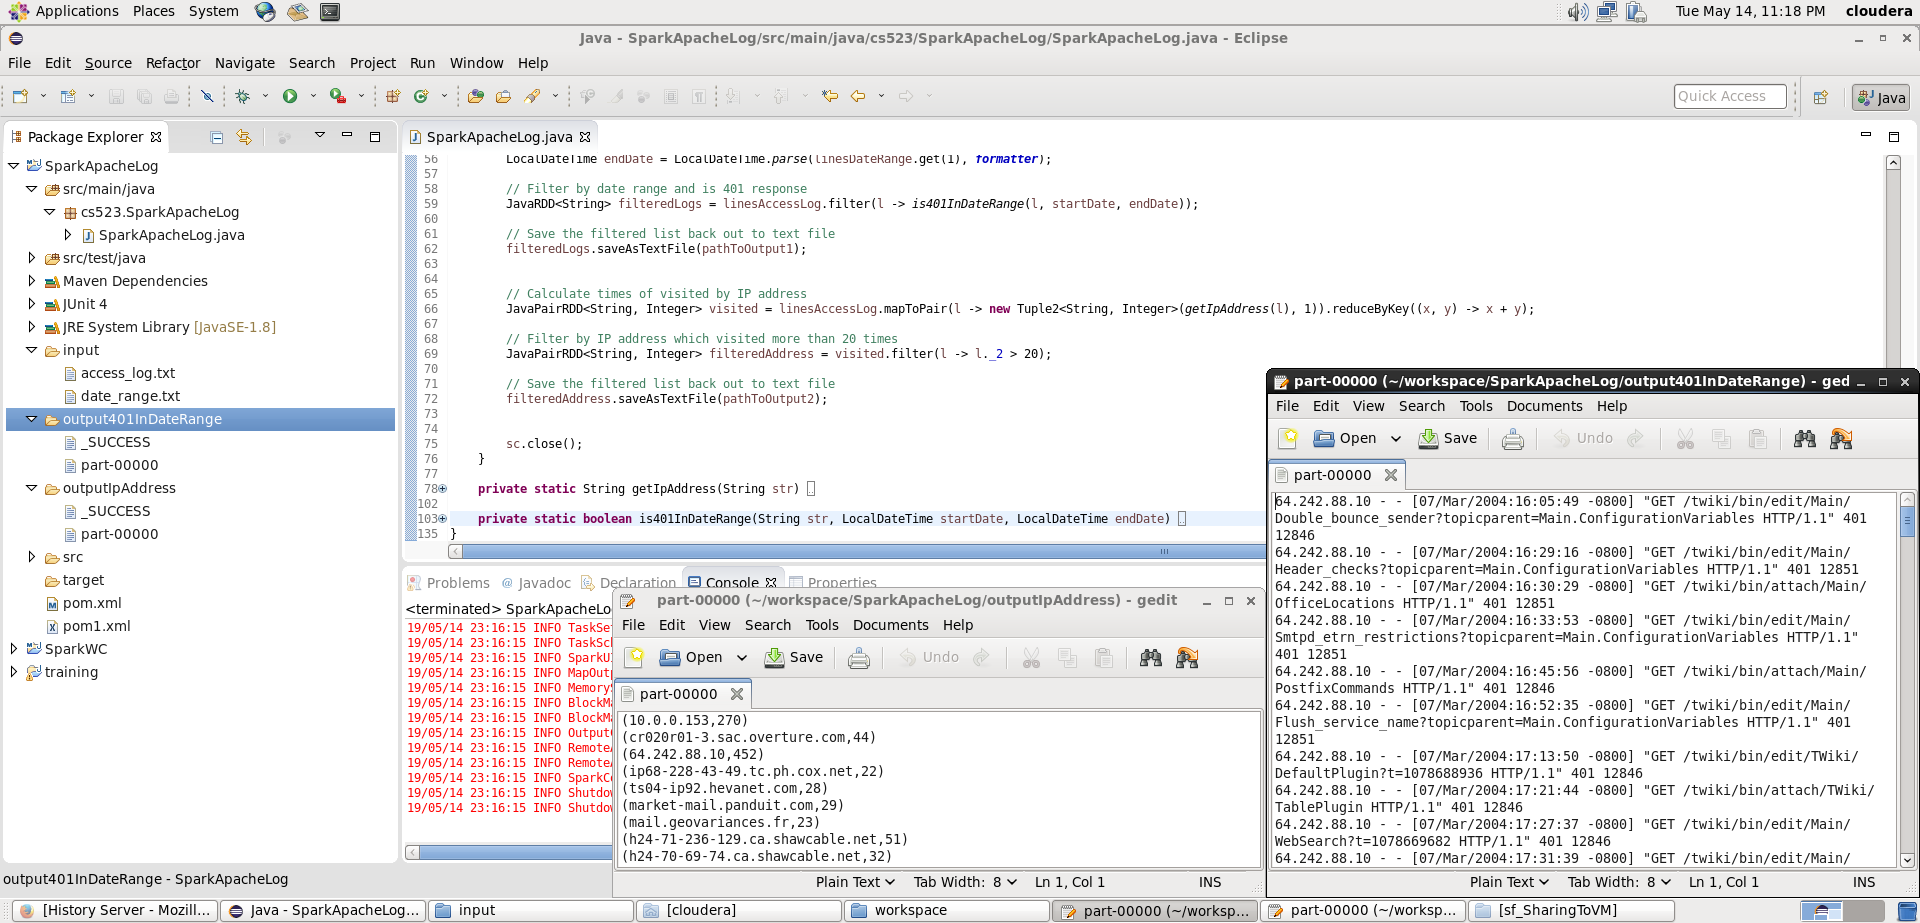 Applications Places System Tue May 14, 11:18 PM cloudera
Java - SparkApacheLog/src/main/java/cs523/SparkApacheLog/SparkApacheLog.java - Eclipse
File Edit Source Refactor Navigate Search Project Run Window Help
Quick Access Java
Package Explorer
SparkApacheLog
src/main/java
cs523.SparkApacheLog
SparkApacheLog.java
src/test/java
Maven Dependencies
JUnit 4
JRE System Library [JavaSE-1.8]
input
access_log.txt
date_range.txt
output401InDateRange
_SUCCESS
part-00000
outputIpAddress
_SUCCESS
part-00000
src
target
pom.xml
pom1.xml
SparkWC
training
SparkApacheLog.java
56 LocalDateTime endDate = LocalDateTime.parse(linesDateRange.get(1), formatter);
57
58 // Filter by date range and is 401 response
59 JavaRDD<String> filteredLogs = linesAccessLog.filter(l -> is401InDateRange(l, startDate, endDate));
60
61 // Save the filtered list back out to text file
62 filteredLogs.saveAsTextFile(pathToOutput1);
63
64
65 // Calculate times of visited by IP address
66 JavaPairRDD<String, Integer> visited = linesAccessLog.mapToPair(l -> new Tuple2<String, Integer>(getIpAddress(l), 1)).reduceByKey((x, y) -> x + y);
67
68 // Filter by IP address which visited more than 20 times
69 JavaPairRDD<String, Integer> filteredAddress = visited.filter(l -> l._2 > 20);
70
71 // Save the filtered list back out to text file
72 filteredAddress.saveAsTextFile(pathToOutput2);
73
74
75 sc.close();
76 }
77
78 private static String getIpAddress(String str)
102
103 private static boolean is401InDateRange(String str, LocalDateTime startDate, LocalDateTime endDate)
135 }
Problems Javadoc Declaration Console Properties
<terminated> SparkApacheLo
19/05/14 23:16:15 INFO TaskSe
19/05/14 23:16:15 INFO TaskSc
19/05/14 23:16:15 INFO SparkU
19/05/14 23:16:15 INFO MapOut
19/05/14 23:16:15 INFO Memory
19/05/14 23:16:15 INFO BlockM
19/05/14 23:16:15 INFO BlockM
19/05/14 23:16:15 INFO Output
19/05/14 23:16:15 INFO Remote
19/05/14 23:16:15 INFO Remote
19/05/14 23:16:15 INFO SparkC
19/05/14 23:16:15 INFO Shutdo
19/05/14 23:16:15 INFO Shutdo
part-00000 (~/workspace/SparkApacheLog/outputIpAddress) - gedit
File Edit View Search Tools Documents Help
Open Save Undo
part-00000
(10.0.0.153,270)
(cr020r01-3.sac.overture.com,44)
(64.242.88.10,452)
(ip68-228-43-49.tc.ph.cox.net,22)
(ts04-ip92.hevanet.com,28)
(market-mail.panduit.com,29)
(mail.geovariances.fr,23)
(h24-71-236-129.ca.shawcable.net,51)
(h24-70-69-74.ca.shawcable.net,32)
Plain Text Tab Width: 8 Ln 1, Col 1 INS
part-00000 (~/workspace/SparkApacheLog/output401InDateRange) - ged
File Edit View Search Tools Documents Help
Open Save Undo
part-00000
64.242.88.10 - - [07/Mar/2004:16:05:49 -0800] "GET /twiki/bin/edit/Main/
Double_bounce_sender?topicparent=Main.ConfigurationVariables HTTP/1.1" 401
12846
64.242.88.10 - - [07/Mar/2004:16:29:16 -0800] "GET /twiki/bin/edit/Main/
Header_checks?topicparent=Main.ConfigurationVariables HTTP/1.1" 401 12851
64.242.88.10 - - [07/Mar/2004:16:30:29 -0800] "GET /twiki/bin/attach/Main/
OfficeLocations HTTP/1.1" 401 12851
64.242.88.10 - - [07/Mar/2004:16:33:53 -0800] "GET /twiki/bin/edit/Main/
Smtpd_etrn_restrictions?topicparent=Main.ConfigurationVariables HTTP/1.1"
401 12851
64.242.88.10 - - [07/Mar/2004:16:45:56 -0800] "GET /twiki/bin/attach/Main/
PostfixCommands HTTP/1.1" 401 12846
64.242.88.10 - - [07/Mar/2004:16:52:35 -0800] "GET /twiki/bin/edit/Main/
Flush_service_name?topicparent=Main.ConfigurationVariables HTTP/1.1" 401
12851
64.242.88.10 - - [07/Mar/2004:17:13:50 -0800] "GET /twiki/bin/edit/TWiki/
DefaultPlugin?t=1078688936 HTTP/1.1" 401 12846
64.242.88.10 - - [07/Mar/2004:17:21:44 -0800] "GET /twiki/bin/attach/TWiki/
TablePlugin HTTP/1.1" 401 12846
64.242.88.10 - - [07/Mar/2004:17:27:37 -0800] "GET /twiki/bin/edit/Main/
WebSearch?t=1078669682 HTTP/1.1" 401 12846
64.242.88.10 - - [07/Mar/2004:17:31:39 -0800] "GET /twiki/bin/edit/Main/
Plain Text Tab Width: 8 Ln 1, Col 1 INS
output401InDateRange - SparkApacheLog
[History Server - Mozill... Java - SparkApacheLog... input [cloudera] workspace part-00000 (~/worksp... part-00000 (~/worksp... [sf_SharingToVM]